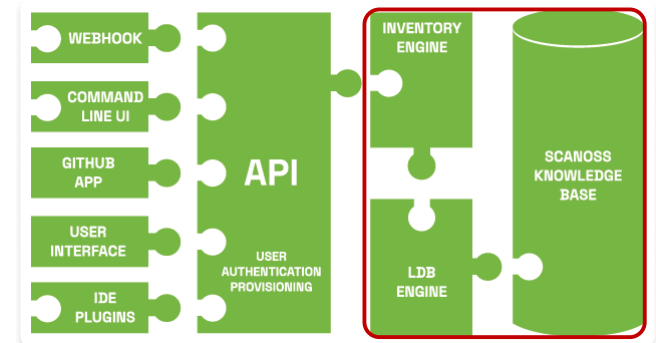 WEBHOOK
COMMAND
LINE UI
GITHUB
APP
USER
INTERFACE
IDE
PLUGINS
API
USER
AUTHENTICATION
PROVISIONING
INVENTORY
ENGINE
LDB
ENGINE
SCANOSS
KNOWLEDGE
BASE